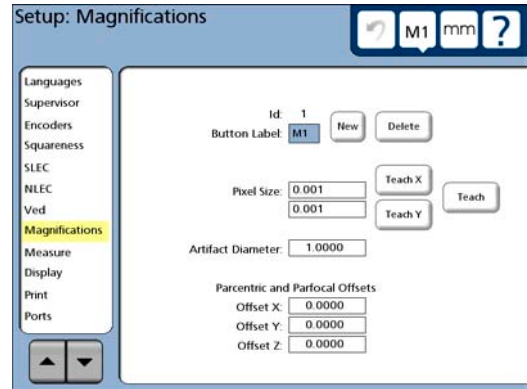 Setup: Magnifications
M1 mm ?
Languages
Supervisor
Encoders
Squareness
SLEC
NLEC
Ved
Magnifications
Measure
Display
Print
Ports
Id: 1
Button Label: M1 New Delete
Pixel Size: 0.001 Teach X
0.001 Teach Y
Teach
Artifact Diameter: 1.0000
Parcentric and Parfocal Offsets
Offset X: 0.0000
Offset Y: 0.0000
Offset Z: 0.0000